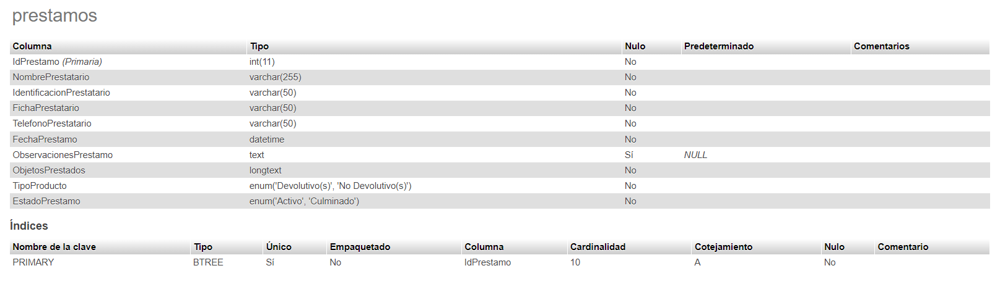 prestamos
Columna Tipo Nulo Predeterminado Comentarios
IdPrestamo (Primaria) int(11) No
NombrePrestatario varchar(255) No
IdentificacionPrestatario varchar(50) No
FichaPrestatario varchar(50) No
TelefonoPrestatario varchar(50) No
FechaPrestamo datetime No
ObservacionesPrestamo text Sí NULL
ObjetosPrestados longtext No
TipoProducto enum('Devolutivo(s)', 'No Devolutivo(s)') No
EstadoPrestamo enum('Activo', 'Culminado') No
Índices
Nombre de la clave Tipo Único Empaquetado Columna Cardinalidad Cotejamiento Nulo Comentario
PRIMARY BTREE Sí No IdPrestamo 10 A No